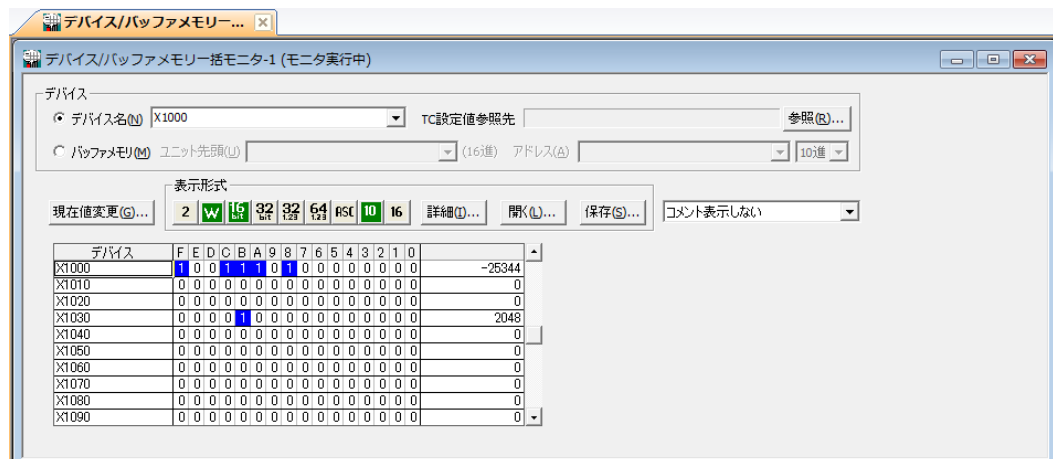 デバイス/バッファメモリー...
デバイス/バッファメモリ一括モニタ-1 (モニタ実行中)
デバイス
デバイス名(N) X1000 TC設定値参照先 参照(R)...
バッファメモリ(M) ユニット先頭(U) (16進) アドレス(A) 10進
表示形式
現在値変更(G)... 2 W 16bit 32bit 32 1.23 64 1.23 ASC 10 16 詳細(I)... 開く(L)... 保存(S)... コメント表示しない
デバイス F E D C B A 9 8 7 6 5 4 3 2 1 0
X1000 1 0 0 1 1 1 0 1 0 0 0 0 0 0 0 0 -25344
X1010 0 0 0 0 0 0 0 0 0 0 0 0 0 0 0 0 0
X1020 0 0 0 0 0 0 0 0 0 0 0 0 0 0 0 0 0
X1030 0 0 0 0 1 0 0 0 0 0 0 0 0 0 0 0 2048
X1040 0 0 0 0 0 0 0 0 0 0 0 0 0 0 0 0 0
X1050 0 0 0 0 0 0 0 0 0 0 0 0 0 0 0 0 0
X1060 0 0 0 0 0 0 0 0 0 0 0 0 0 0 0 0 0
X1070 0 0 0 0 0 0 0 0 0 0 0 0 0 0 0 0 0
X1080 0 0 0 0 0 0 0 0 0 0 0 0 0 0 0 0 0
X1090 0 0 0 0 0 0 0 0 0 0 0 0 0 0 0 0 0